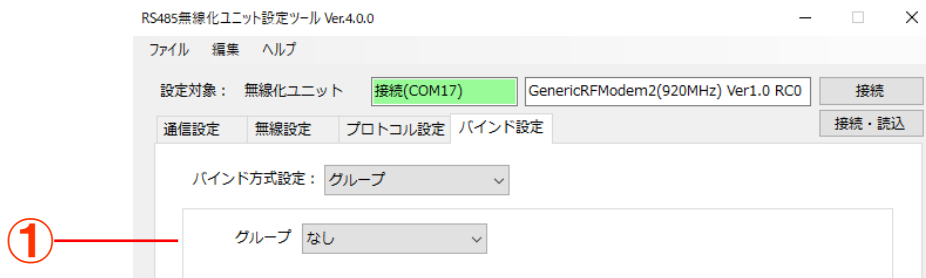 RS485無線化ユニット設定ツール Ver.4.0.0
ファイル 編集 ヘルプ
設定対象： 無線化ユニット 接続(COM17) GenericRFModem2(920MHz) Ver1.0 RC0 接続
通信設定 無線設定 プロトコル設定 バインド設定 接続・読込
バインド方式設定： グループ
① グループ なし